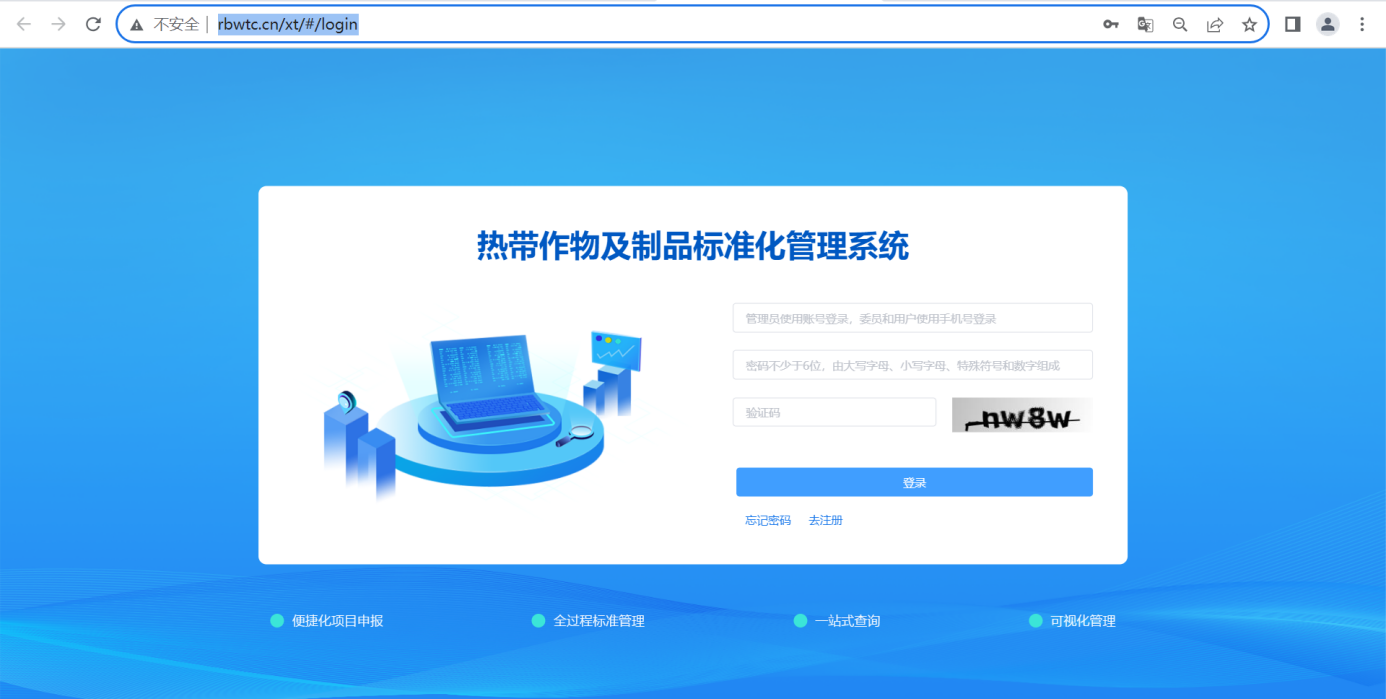 不安全 rbwtc.cn/xt/#/login
热带作物及制品标准化管理系统
管理员使用账号登录，委员和用户使用手机号登录
密码不少于6位，由大写字母、小写字母、特殊符号和数字组成
验证码 nw8w
登录
忘记密码 去注册
便捷化项目申报 全过程标准管理 一站式查询 可视化管理